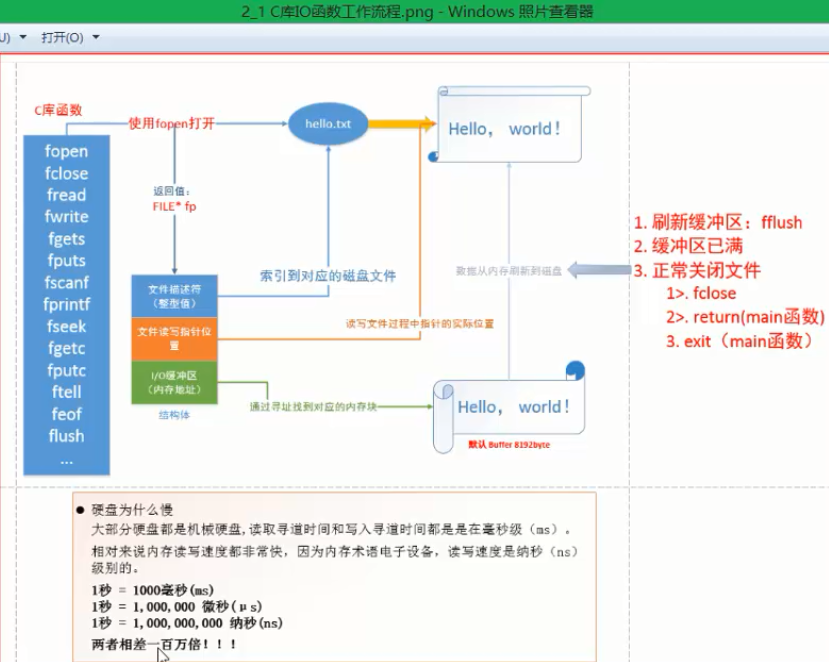 2_1 C库IO函数工作流程.png - Windows 照片查看器
U) 打开(O)
C库函数
使用fopen打开
hello.txt
Hello, world!
fopen
fclose
fread
fwrite
fgets
fputs
fscanf
fprintf
fseek
fgetc
fputc
ftell
feof
flush
...
返回值:
FILE* fp
文件描述符
(整型值)
文件读写指针位
置
I/O缓冲区
(内存地址)
结构体
索引到对应的磁盘文件
读写文件过程中指针的实际位置
通过寻址找到对应的内存块
数据从内存刷新到磁盘
Hello, world!
默认 Buffer 8192byte
1. 刷新缓冲区: fflush
2. 缓冲区已满
3. 正常关闭文件
1>. fclose
2>. return(main函数)
3. exit (main函数)
● 硬盘为什么慢
大部分硬盘都是机械硬盘,读取寻道时间和写入寻道时间都是是在毫秒级 (ms) 。
相对来说内存读写速度都非常快, 因为内存术语电子设备, 读写速度是纳秒 (ns)
级别的。
1秒 = 1000毫秒(ms)
1秒 = 1,000,000 微秒(μs)
1秒 = 1,000,000,000 纳秒(ns)
两者相差一百万倍!!!